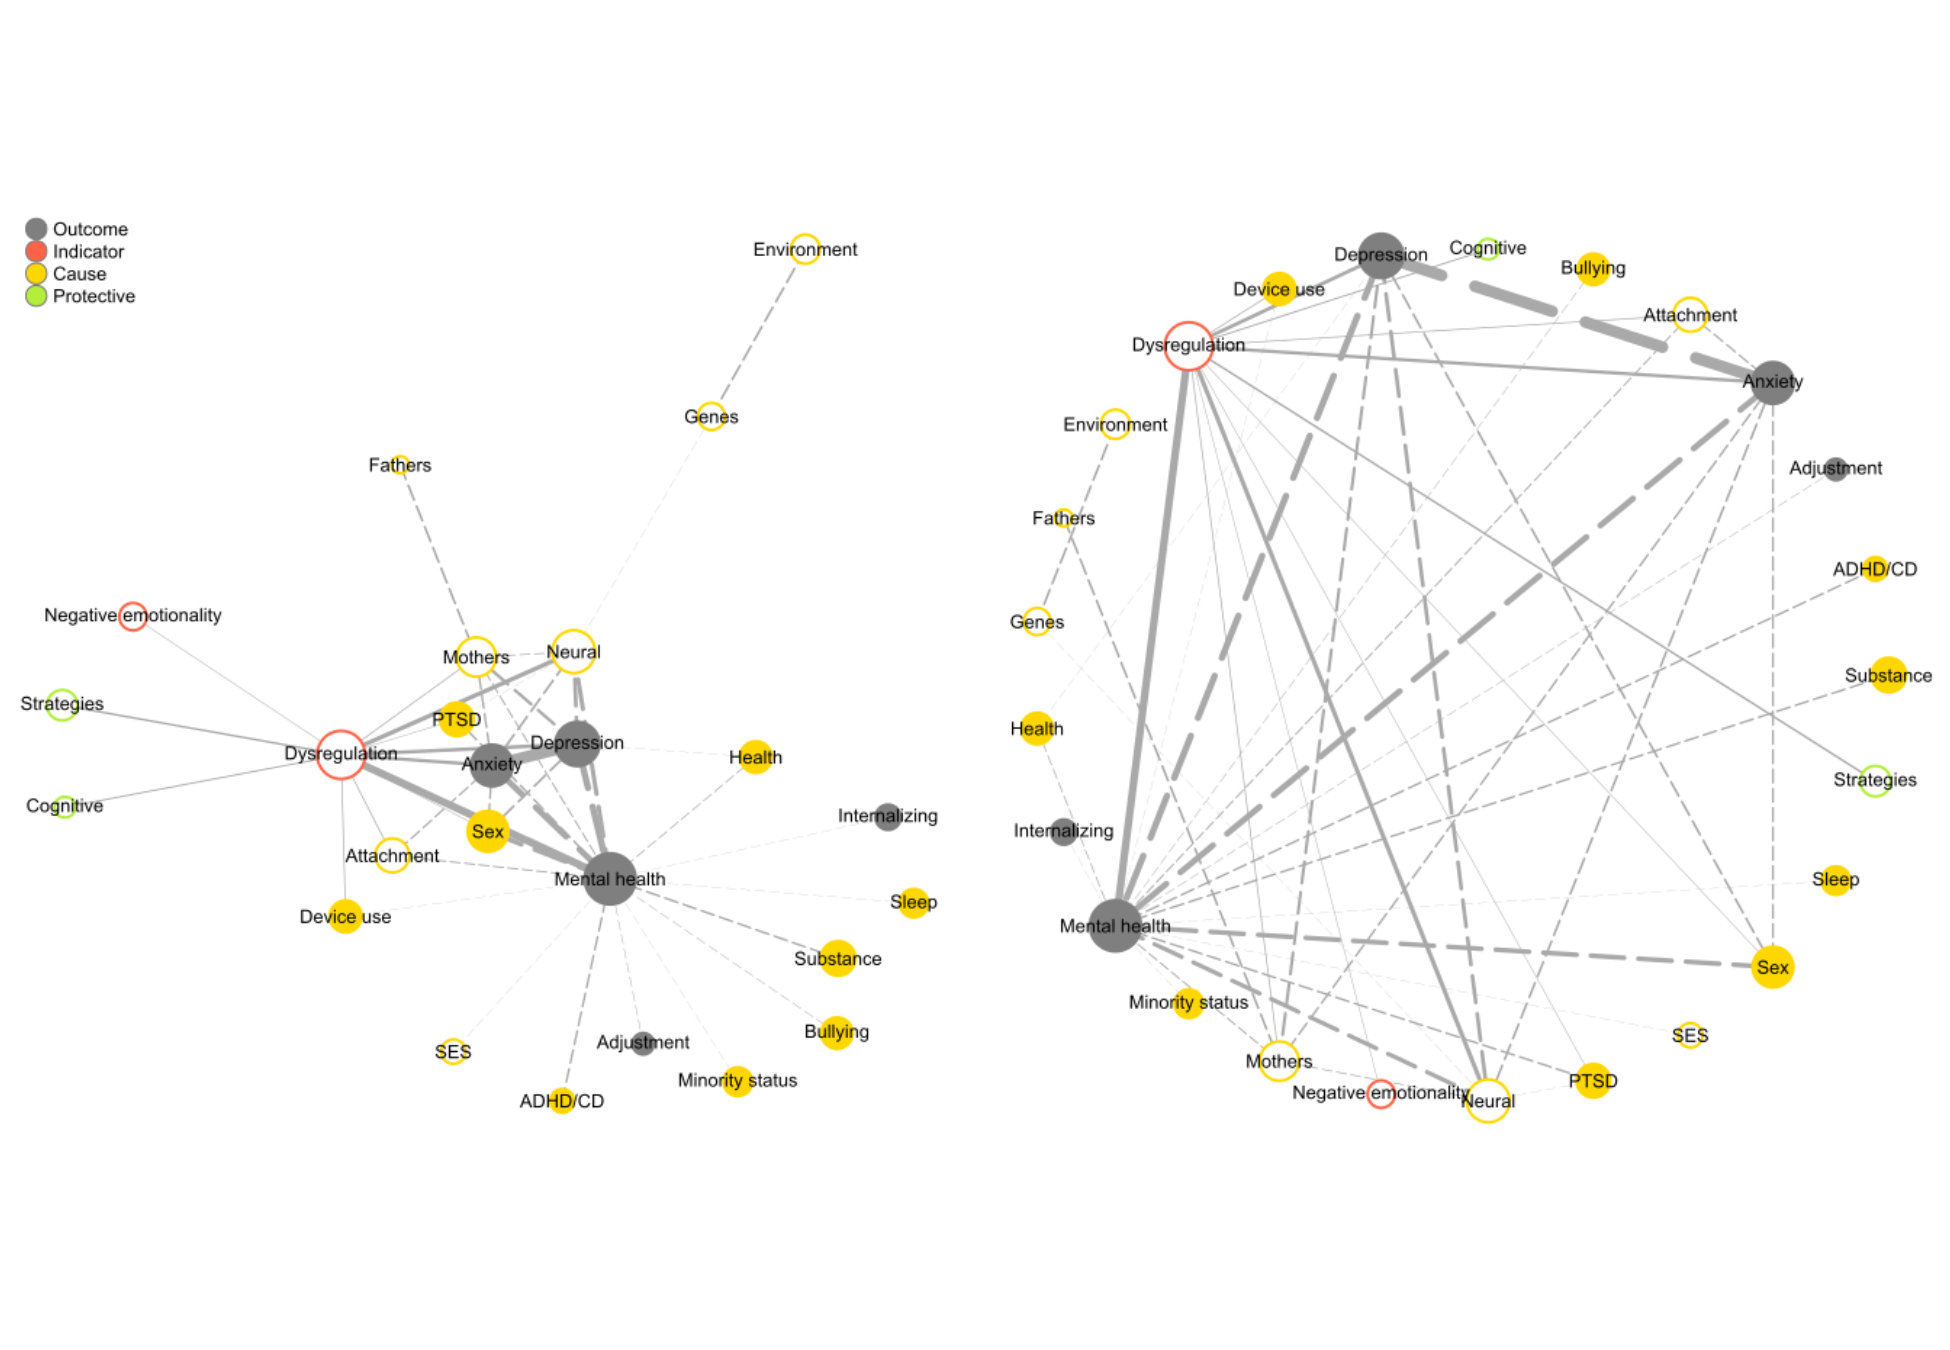 Outcome
Indicator
Cause
Protective
Environment
Genes
Fathers
Negative emotionality
Mothers
Neural
Strategies
PTSD
Dysregulation
Depression
Anxiety
Health
Cognitive
Internalizing
Sex
Attachment
Mental health
Device use
Sleep
Substance
SES
Adjustment
Bullying
Minority status
ADHD/CD
Depression
Cognitive
Bullying
Device use
Attachment
Dysregulation
Anxiety
Environment
Adjustment
Fathers
ADHD/CD
Genes
Substance
Health
Strategies
Internalizing
Sleep
Mental health
Sex
Minority status
SES
Mothers
PTSD
Negative emotionality
Neural